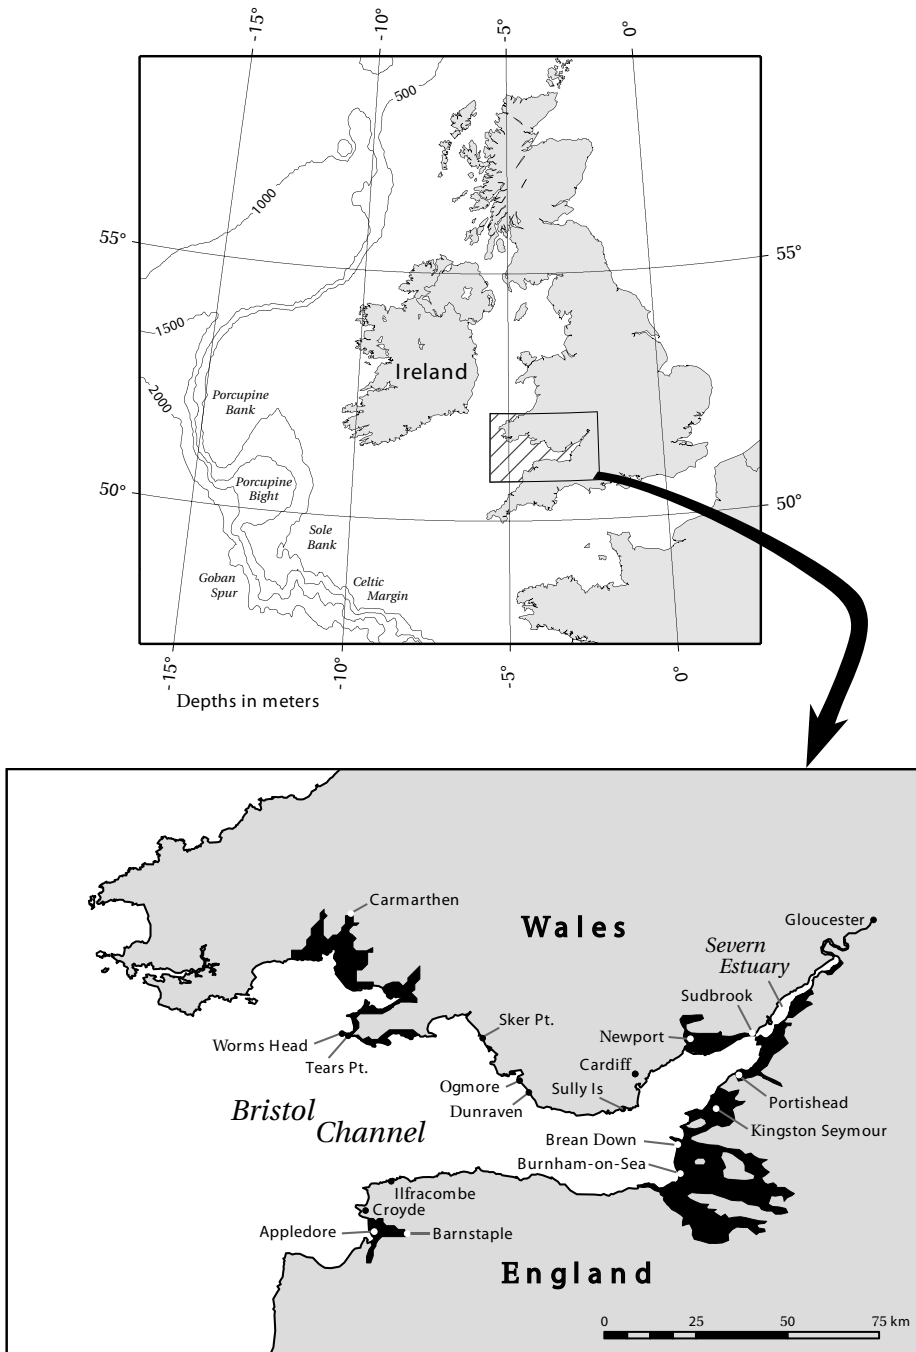 -15°
-10°
-5°
0°
500
1000
55°
55°
1500
Ireland
2000
Porcupine
Bank
Porcupine
Bight
50°
50°
Sole
Bank
Goban
Spur
Celtic
Margin
-15°
-10°
-5°
0°
Depths in meters
Carmarthen
Wales
Gloucester
Severn
Estuary
Sudbrook
Sker Pt.
Newport
Worms Head
Tears Pt.
Cardiff
Ogmore
Sully Is
Dunraven
Portishead
Bristol
Channel
Kingston Seymour
Brean Down
Burnham-on-Sea
Ilfracombe
Croyde
Appledore
Barnstaple
England
0 25 50 75 km